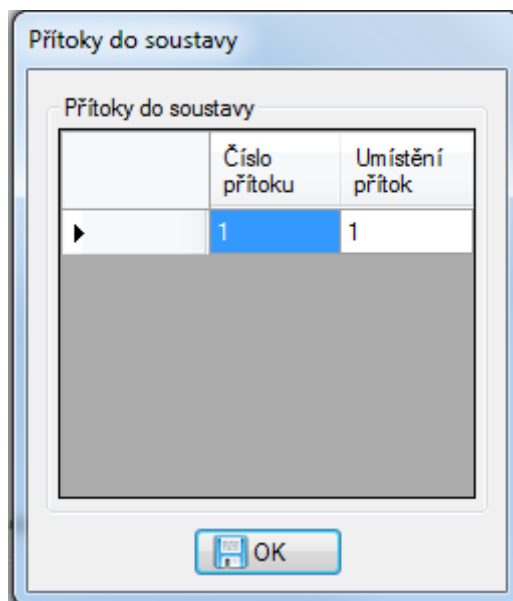 Přítoky do soustavy
Přítoky do soustavy
Číslo Umístění
přítoku přítok
1 1
OK